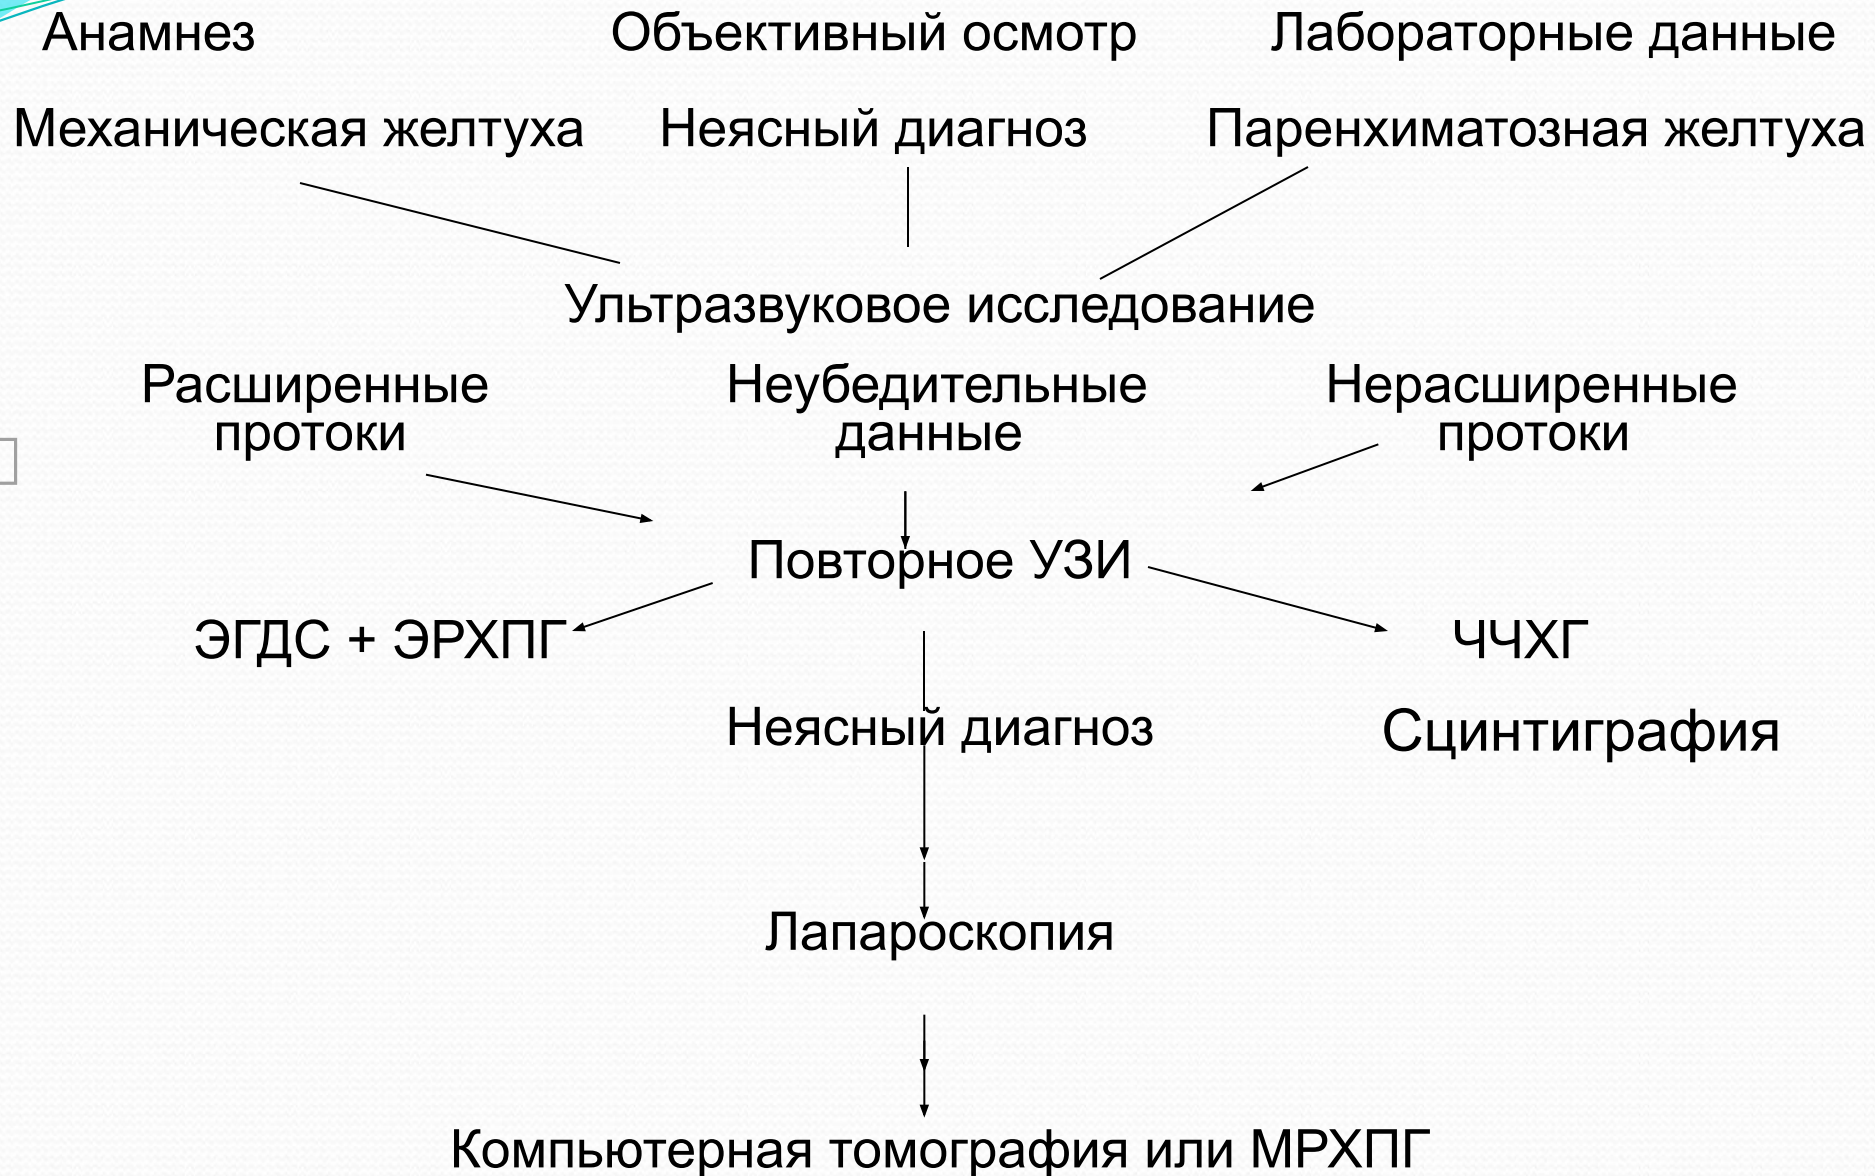 Анамнез Объективный осмотр Лабораторные данные
Механическая желтуха Неясный диагноз Паренхиматозная желтуха
Ультразвуковое исследование
Расширенные Неубедительные Нерасширенные
протоки данные протоки
Повторное УЗИ
ЭГДС + ЭРХПГ ЧЧХГ
Неясный диагноз Сцинтиграфия
Лапароскопия
Компьютерная томография или МРХПГ